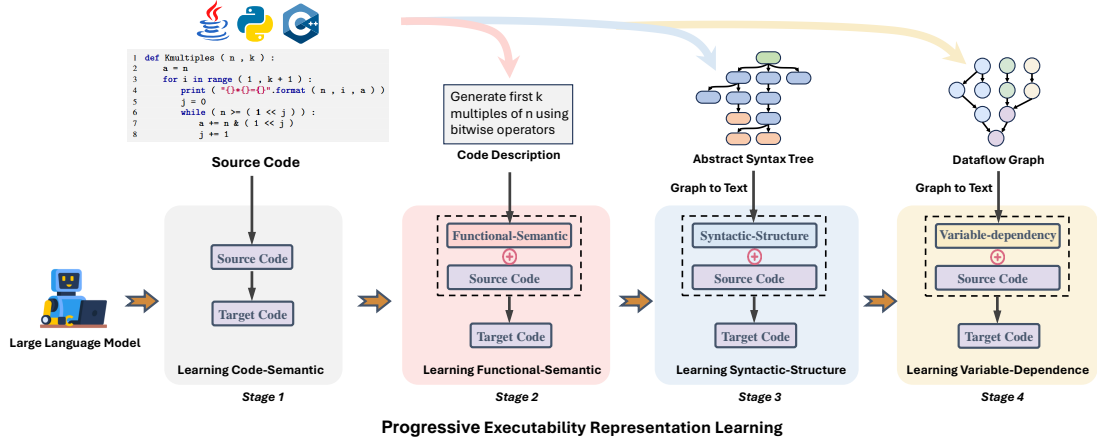 C++
1 def Kmultiples ( n , k ) :
2 a = n
3 for i in range ( 1 , k + 1 ) :
4 print ( "{}*{}={}".format ( n , i , a ) )
5 j = 0
6 while ( n >= ( 1 << j ) ) :
7 a += n & ( 1 << j )
8 j += 1
Source Code
Generate first k
multiples of n using
bitwise operators
Code Description
Abstract Syntax Tree
Dataflow Graph
Graph to Text
Graph to Text
Source Code
Target Code
Learning Code-Semantic
Stage 1
Functional-Semantic
+
Source Code
Target Code
Learning Functional-Semantic
Stage 2
Syntactic-Structure
+
Source Code
Target Code
Learning Syntactic-Structure
Stage 3
Variable-dependency
+
Source Code
Target Code
Learning Variable-Dependence
Stage 4
Large Language Model
Progressive Executability Representation Learning